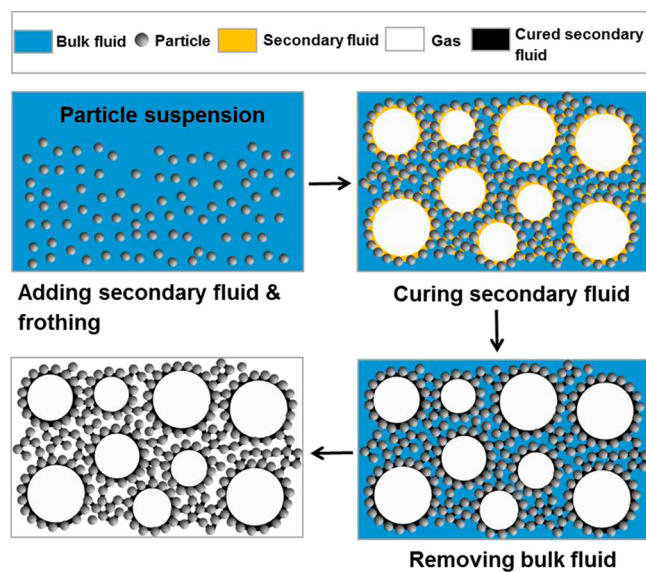 Bulk fluid Particle Secondary fluid Gas Cured secondary
fluid
Particle suspension
Adding secondary fluid &
frothing
Curing secondary fluid
Removing bulk fluid